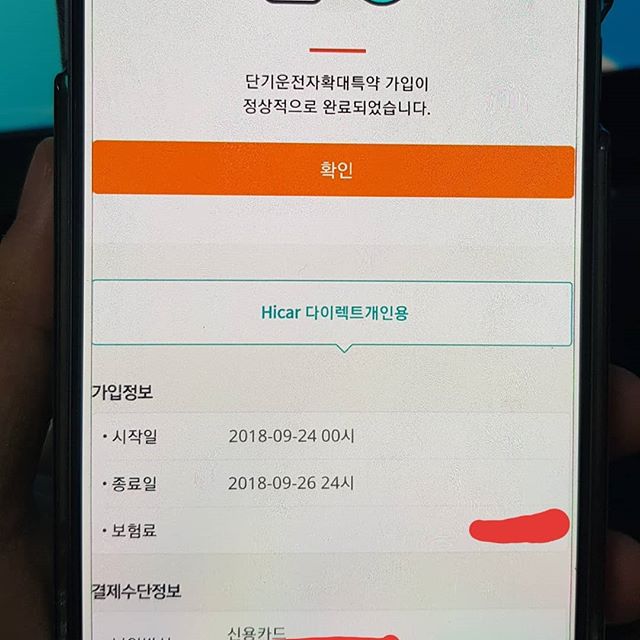 단기운전자확대특약 가입이
정상적으로 완료되었습니다.
확인
Hicar 다이렉트개인용
가입정보
• 시작일 2018-09-24 00시
• 종료일 2018-09-26 24시
• 보험료
결제수단정보
신용카드